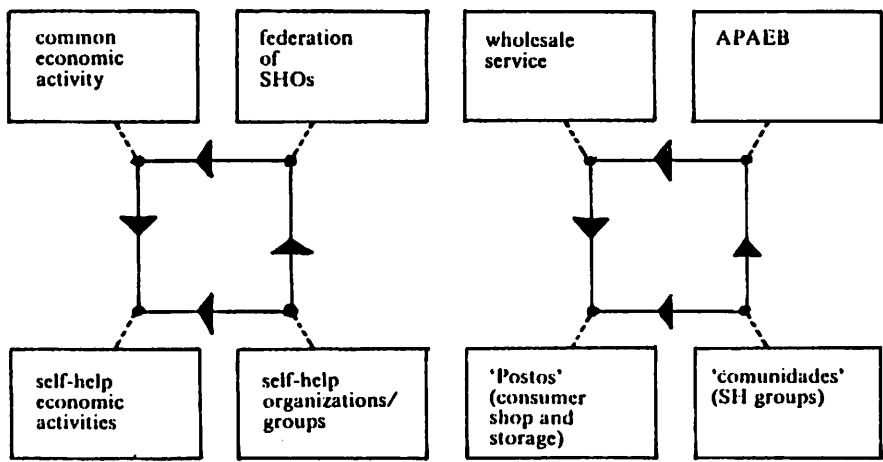 common
economic
activity
federation
of
SHOs
wholesale
service
APAEB
self-help
economic
activities
self-help
organizations/
groups
'Postos'
(consumer
shop and
storage)
'comunidades'
(SH groups)